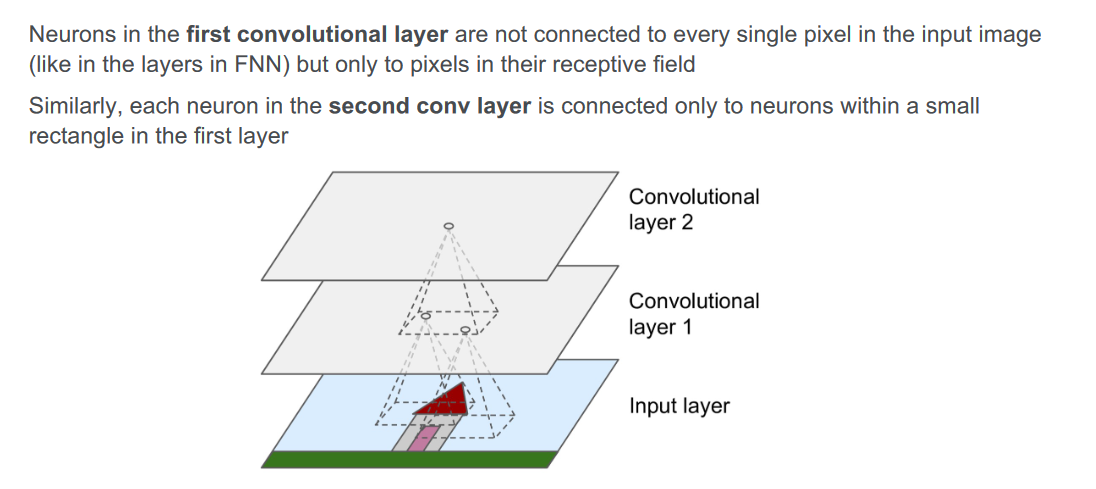 Neurons in the first convolutional layer are not connected to every single pixel in the input image
(like in the layers in FNN) but only to pixels in their receptive field
Similarly, each neuron in the second conv layer is connected only to neurons within a small
rectangle in the first layer
Convolutional
layer 2
Convolutional
layer 1
Input layer